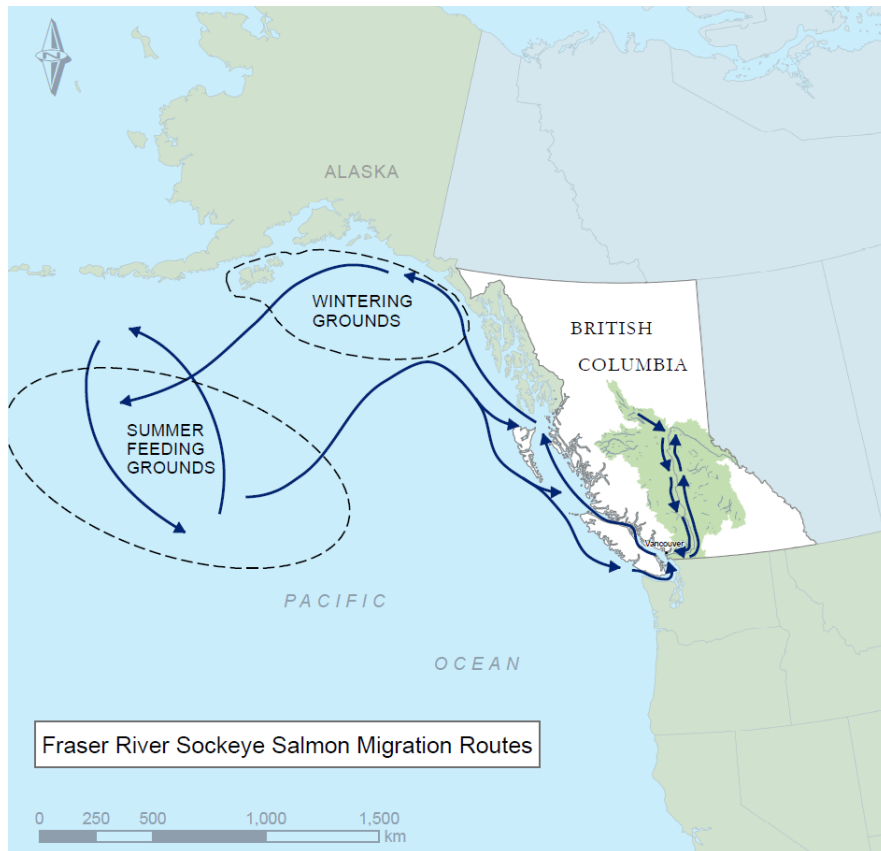 N
ALASKA
WINTERING
GROUNDS
BRITISH
COLUMBIA
SUMMER
FEEDING
GROUNDS
Vancouver
PACIFIC
OCEAN
Fraser River Sockeye Salmon Migration Routes
0 250 500 1,000 1,500
km